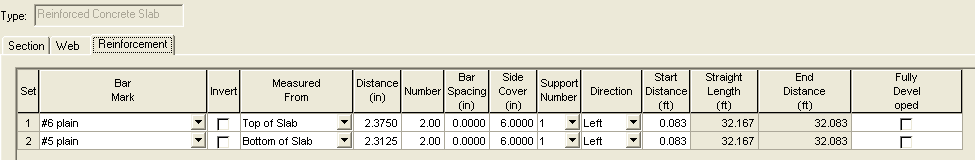 Type: Reinforced Concrete Slab
Section Web Reinforcement
Set Bar Mark Invert Measured From Distance (in) Number Bar Spacing (in) Side Cover (in) Support Number Direction Start Distance (ft) Straight Length (ft) End Distance (ft) Fully Devel oped
1 #6 plain Top of Slab 2.3750 2.00 0.0000 6.0000 1 Left 0.083 32.167 32.083
2 #5 plain Bottom of Slab 2.3125 2.00 0.0000 6.0000 1 Left 0.083 32.167 32.083